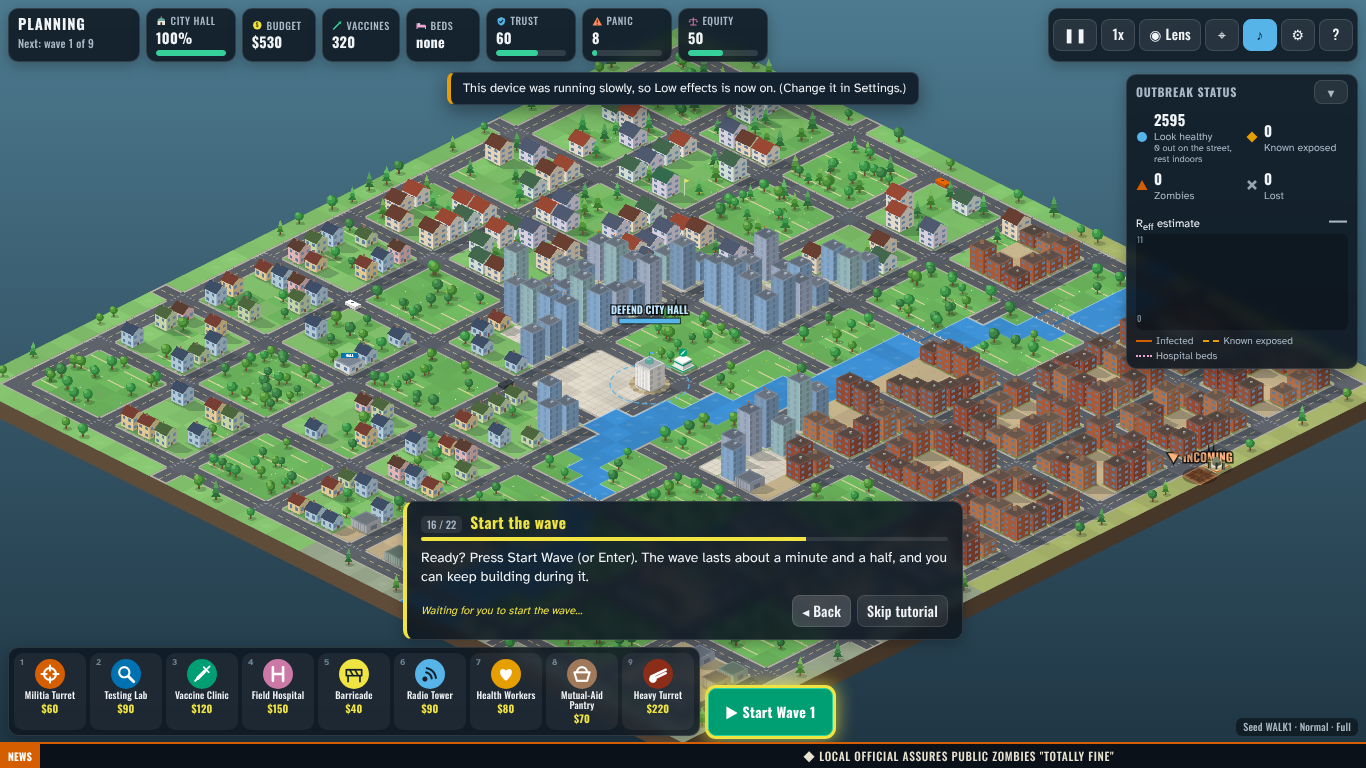 PLANNING
Next: wave 1 of 9
CITY HALL
100%
BUDGET
$530
VACCINES
320
BEDS
none
TRUST
60
PANIC
8
EQUITY
50
1x
Lens
?
This device was running slowly, so Low effects is now on. (Change it in Settings.)
OUTBREAK STATUS
2595
Look healthy
0 out on the street,
rest indoors
0
Known exposed
0
Zombies
0
Lost
Reff estimate
11
0
Infected
Known exposed
Hospital beds
DEFEND CITY HALL
INCOMING
16 / 22
Start the wave
Ready? Press Start Wave (or Enter). The wave lasts about a minute and a half, and you
can keep building during it.
Waiting for you to start the wave...
Back
Skip tutorial
1
Militia Turret
$60
2
Testing Lab
$90
3
Vaccine Clinic
$120
4
Field Hospital
$150
5
Barricade
$40
6
Radio Tower
$90
7
Health Workers
$80
8
Mutual-Aid
Pantry
$70
9
Heavy Turret
$220
Start Wave 1
Seed WALK1 · Normal · Full
NEWS
LOCAL OFFICIAL ASSURES PUBLIC ZOMBIES "TOTALLY FINE"